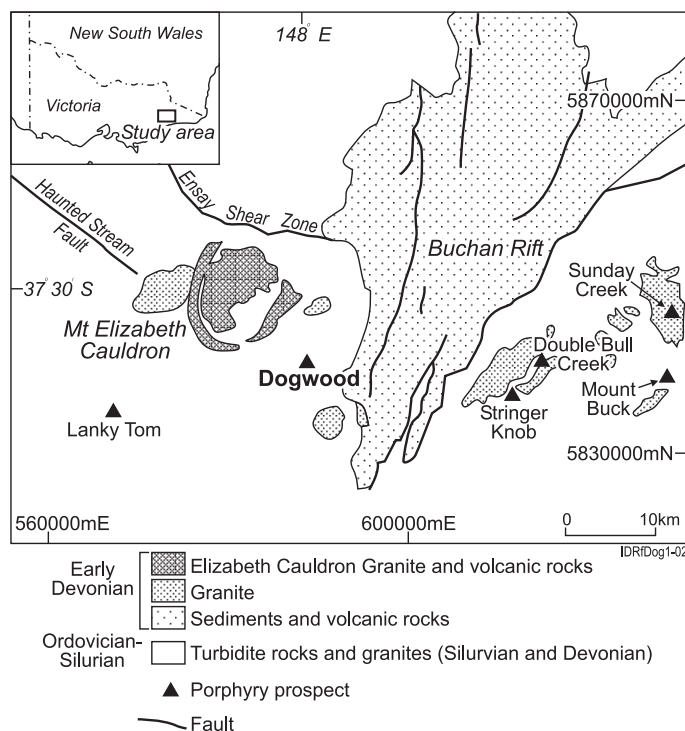 New South Wales
148° E
Victoria
5870000mN
Study area
Haunted Stream
Fault
Ensay
Shear
Zone
Buchan Rift
37° 30' S
Sunday
Creek
Mt Elizabeth
Cauldron
Double Bull
Creek
Dogwood
Mount
Buck
Stringer
Knob
Lanky Tom
5830000mN
560000mE
600000mE
0
10km
IDRfDog1-02
Early
Devonian
Elizabeth Cauldron Granite and volcanic rocks
Granite
Sediments and volcanic rocks
Ordovician-
Silurian
Turbidite rocks and granites (Silurvian and Devonian)
Porphyry prospect
Fault